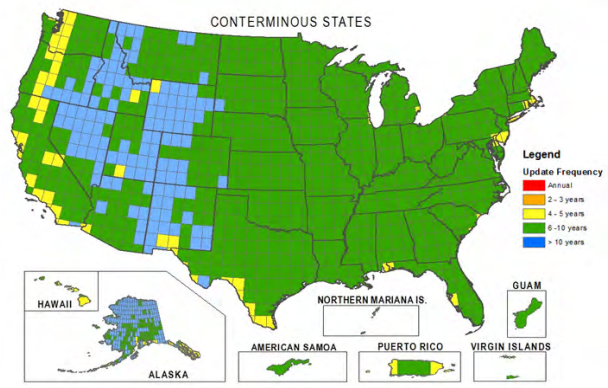 CONTERMINOUS STATES
Legend
Update Frequency
Annual
2 - 3 years
4 - 5 years
6 -10 years
> 10 years
HAWAII
ALASKA
NORTHERN MARIANA IS.
GUAM
AMERICAN SAMOA
PUERTO RICO
VIRGIN ISLANDS